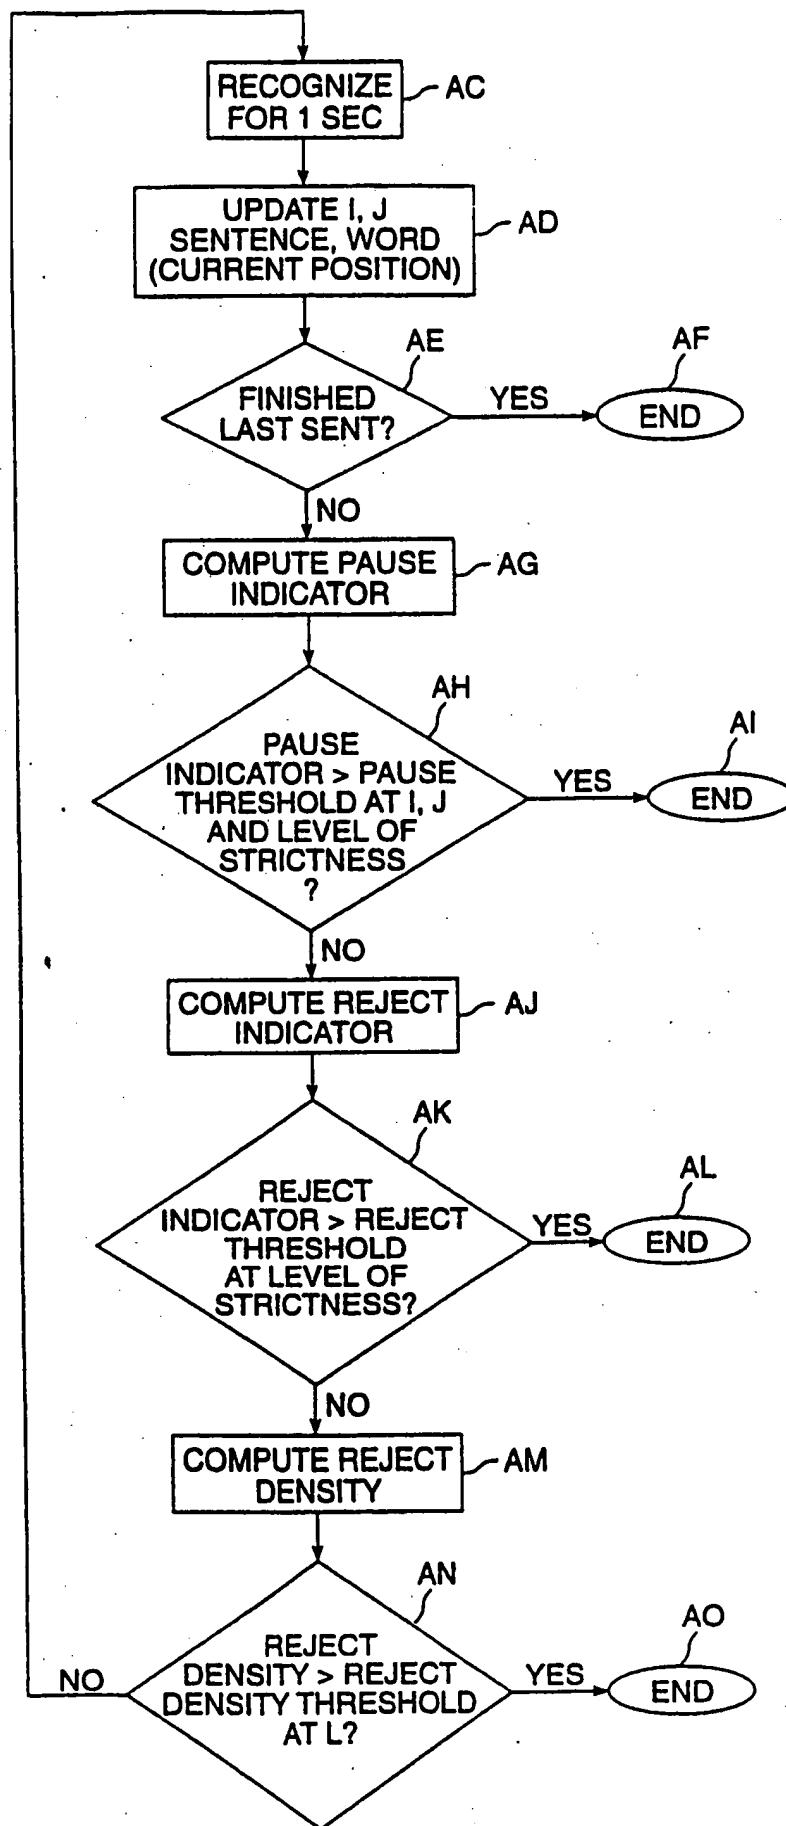 RECOGNIZE
FOR 1 SEC
AC
UPDATE I, J
SENTENCE, WORD
(CURRENT POSITION)
AD
AE
FINISHED
LAST SENT?
YES
AF
END
NO
COMPUTE PAUSE
INDICATOR
AG
AH
PAUSE
INDICATOR > PAUSE
THRESHOLD AT I, J
AND LEVEL OF
STRICTNESS
?
YES
AI
END
NO
COMPUTE REJECT
INDICATOR
AJ
AK
REJECT
INDICATOR > REJECT
THRESHOLD
AT LEVEL OF
STRICTNESS?
YES
AL
END
NO
COMPUTE REJECT
DENSITY
AM
AN
REJECT
DENSITY > REJECT
DENSITY THRESHOLD
AT L?
NO
YES
AO
END